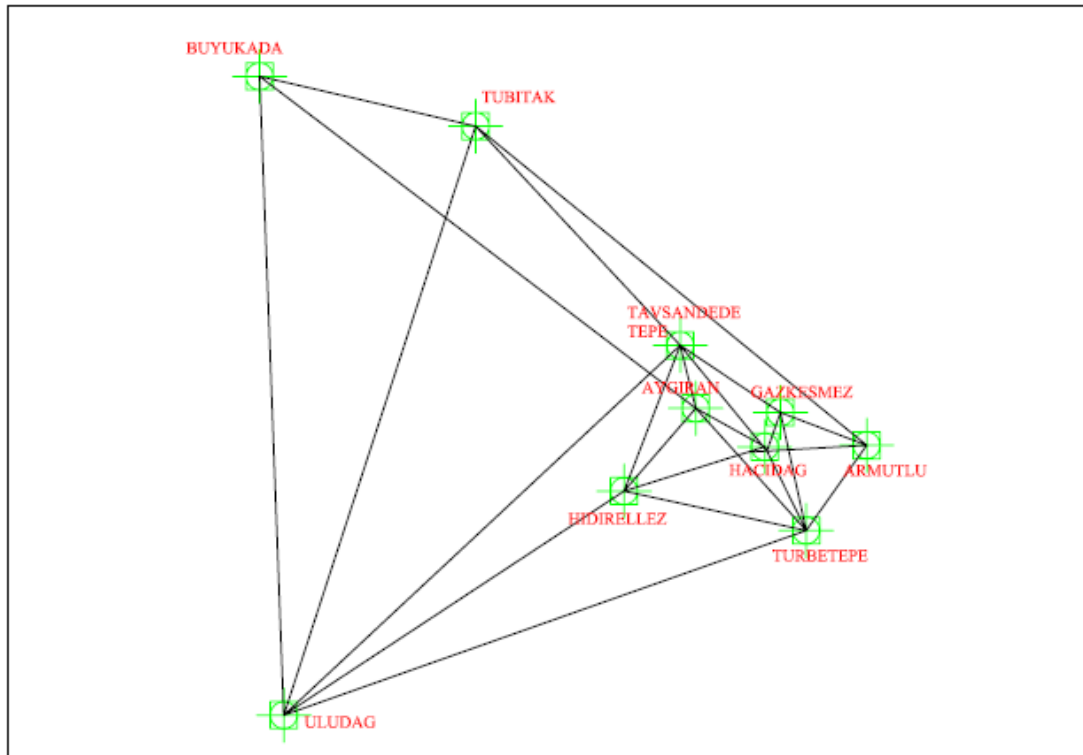 BUYUKADA
TUBITAK
TAVSANDEDE
TEPE
AYGIRAN
GAZKESMEZ
HACIDAG
ARMUTLU
HIDIRELLEZ
TURBETEPE
ULUDAG